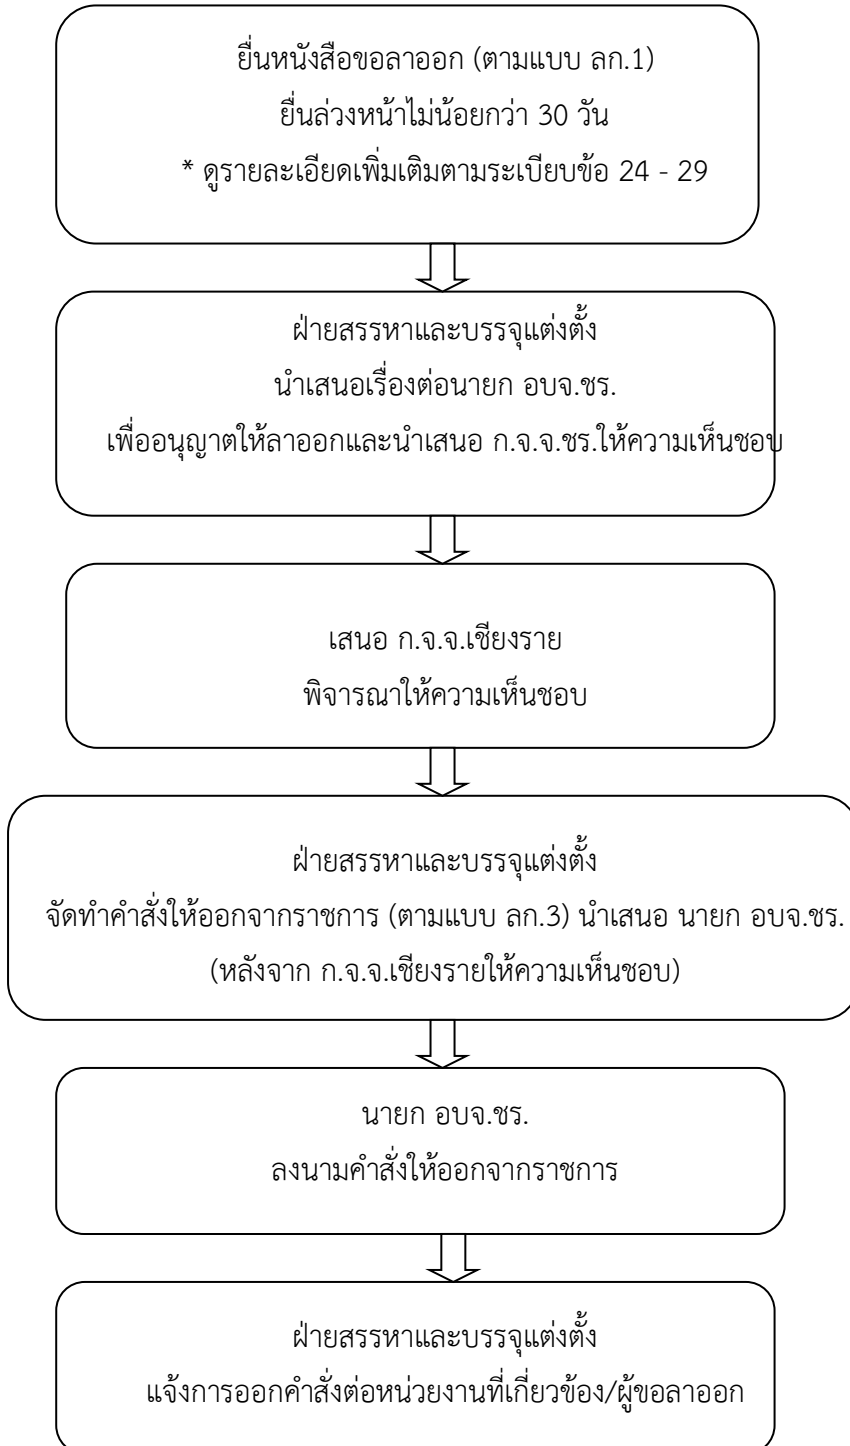 ยื่นหนังสือขอลาออก (ตามแบบ ลก.1)
ยื่นล่วงหน้าไม่น้อยกว่า 30 วัน
* ดูรายละเอียดเพิ่มเติมตามระเบียบข้อ 24 - 29
ฝ่ายสรรหาและบรรจุแต่งตั้ง
นำเสนอเรื่องต่อนายก อบจ.ชร.
เพื่ออนุญาตให้ลาออกและนำเสนอ ก.จ.จ.ชร.ให้ความเห็นชอบ
เสนอ ก.จ.จ.เชียงราย
พิจารณาให้ความเห็นชอบ
ฝ่ายสรรหาและบรรจุแต่งตั้ง
จัดทำคำสั่งให้ออกจากราชการ (ตามแบบ ลก.3) นำเสนอ นายก อบจ.ชร.
(หลังจาก ก.จ.จ.เชียงรายให้ความเห็นชอบ)
นายก อบจ.ชร.
ลงนามคำสั่งให้ออกจากราชการ
ฝ่ายสรรหาและบรรจุแต่งตั้ง
แจ้งการออกคำสั่งต่อหน่วยงานที่เกี่ยวข้อง/ผู้ขอลาออก